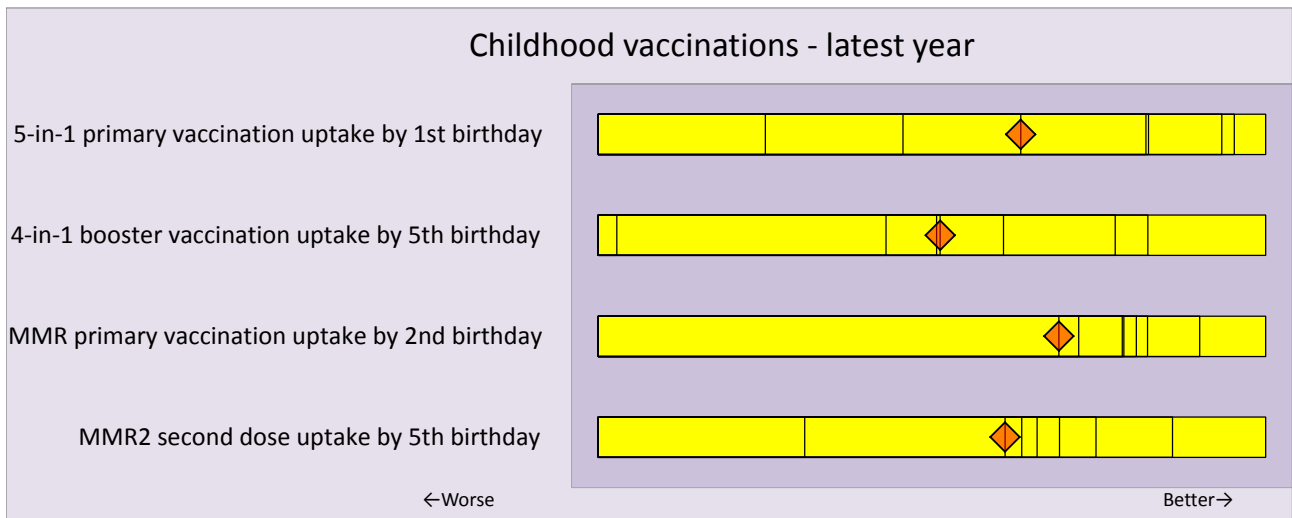 Childhood vaccinations - latest year
5-in-1 primary vaccination uptake by 1st birthday
4-in-1 booster vaccination uptake by 5th birthday
MMR primary vaccination uptake by 2nd birthday
MMR2 second dose uptake by 5th birthday
←Worse
Better→